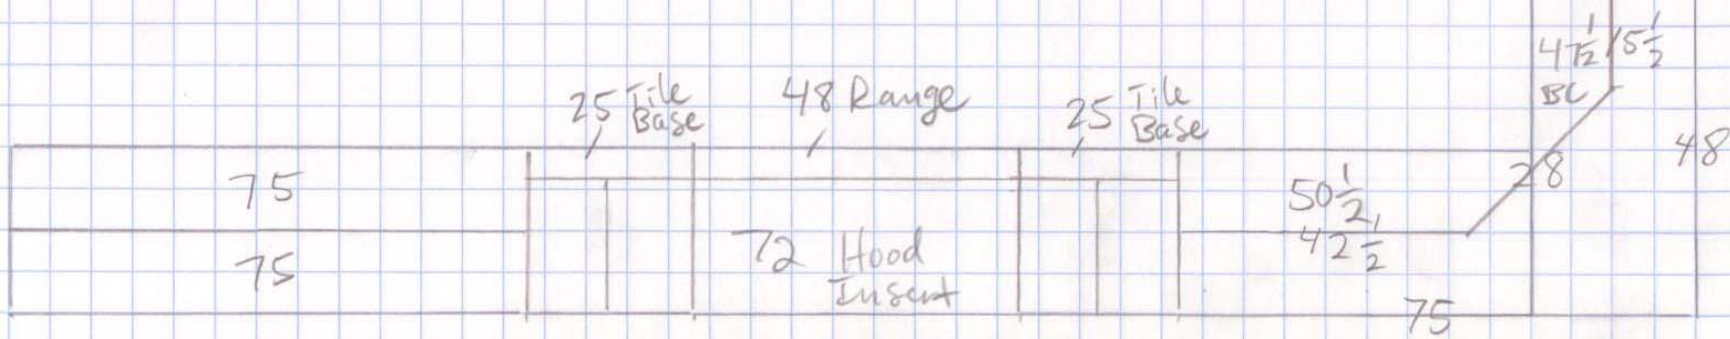 25 Tile
Base
48 Range
25 Tile
Base
4 1/2 / 5 1/2
BC
48
28
75
75
72 Hood
Insert
50 1/2,
42 1/2
75